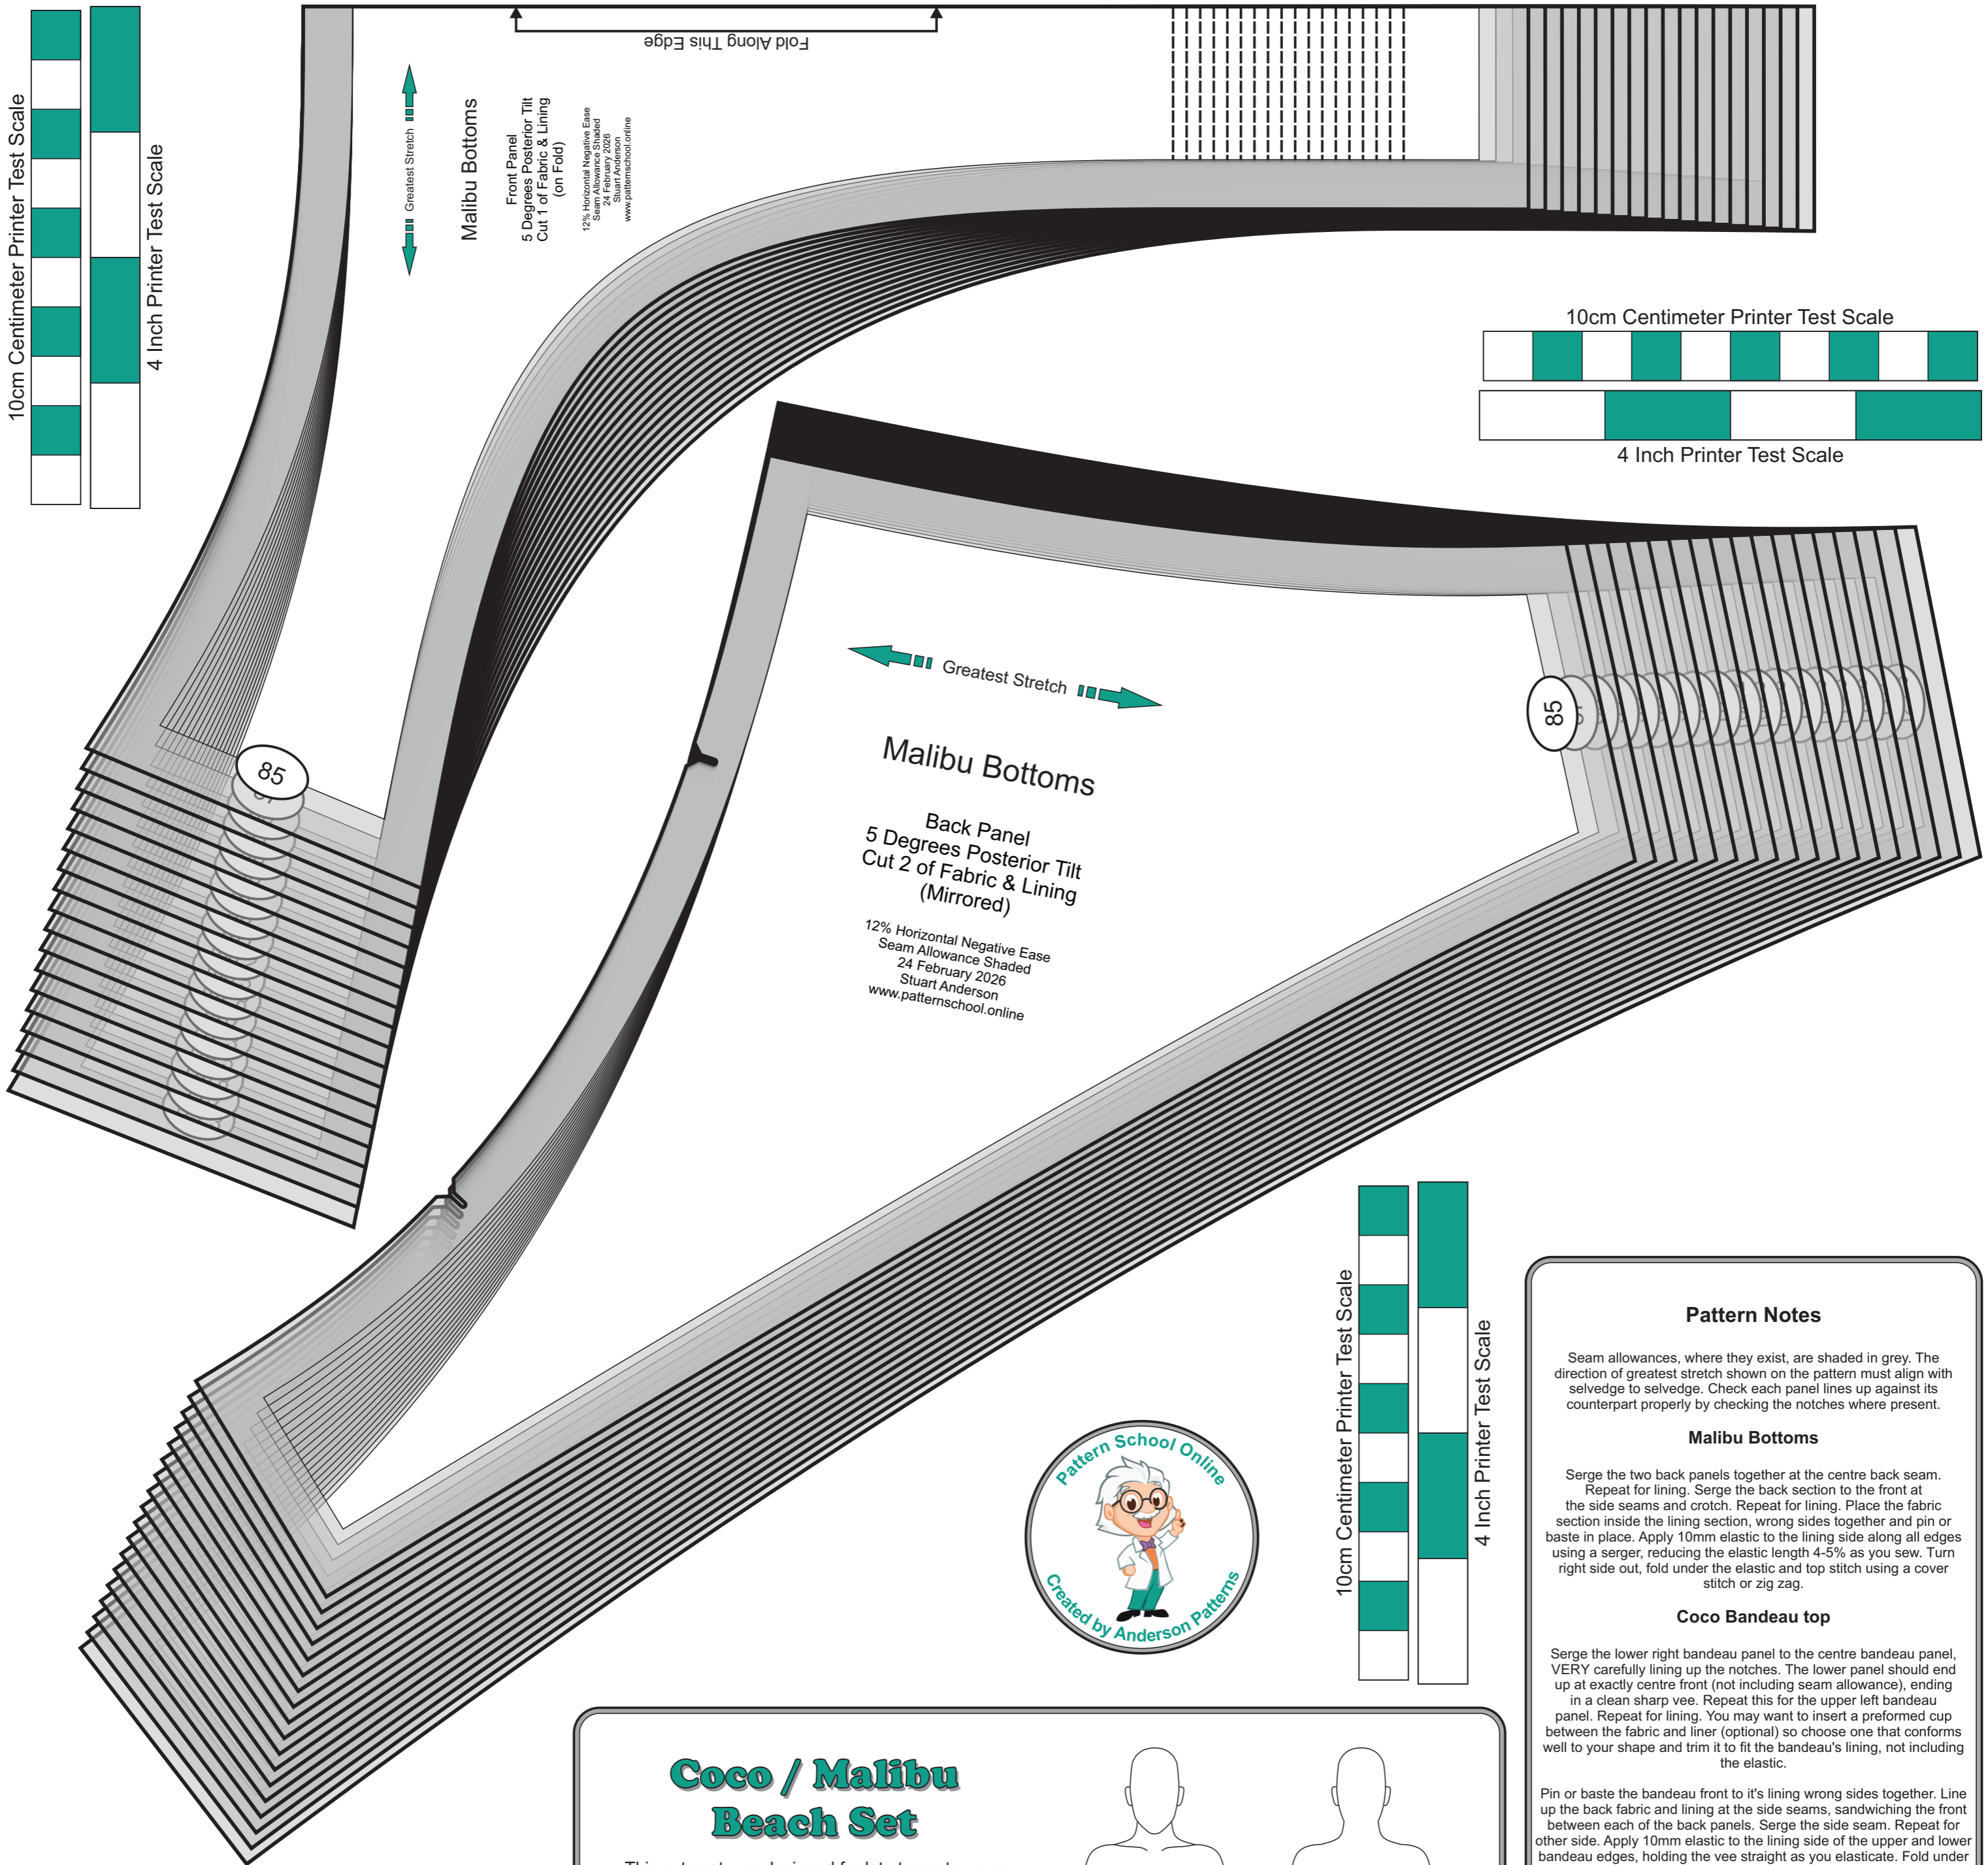 Fold Along This Edge
10cm Centimeter Printer Test Scale
4 Inch Printer Test Scale
Greatest Stretch
Malibu Bottoms
Front Panel
5 Degrees Posterior Tilt
Cut 1 of Fabric & Lining
(on Fold)
12% Horizontal Negative Ease
Seam Allowance Shaded
24 February 2026
Stuart Anderson
www.patternschool.online
10cm Centimeter Printer Test Scale
4 Inch Printer Test Scale
85
Greatest Stretch
85
Malibu Bottoms
Back Panel
5 Degrees Posterior Tilt
Cut 2 of Fabric & Lining
(Mirrored)
12% Horizontal Negative Ease
Seam Allowance Shaded
24 February 2026
Stuart Anderson
www.patternschool.online
10cm Centimeter Printer Test Scale
4 Inch Printer Test Scale
Pattern School Online
Created by Anderson Patterns
Pattern Notes
Seam allowances, where they exist, are shaded in grey. The
direction of greatest stretch shown on the pattern must align with
selvedge to selvedge. Check each panel lines up against its
counterpart properly by checking the notches where present.
Malibu Bottoms
Serge the two back panels together at the centre back seam.
Repeat for lining. Serge the back section to the front at
the side seams and crotch. Repeat for lining. Place the fabric
section inside the lining section, wrong sides together and pin or
baste in place. Apply 10mm elastic to the lining side along all edges
using a serger, reducing the elastic length 4-5% as you sew. Turn
right side out, fold under the elastic and top stitch using a cover
stitch or zig zag.
Coco Bandeau top
Serge the lower right bandeau panel to the centre bandeau panel,
VERY carefully lining up the notches. The lower panel should end
up at exactly centre front (not including seam allowance), ending
in a clean sharp vee. Repeat this for the upper left bandeau
panel. Repeat for lining. You may want to insert a preformed cup
between the fabric and liner (optional) so choose one that conforms
well to your shape and trim it to fit the bandeau's lining, not including
the elastic.
Pin or baste the bandeau front to it's lining wrong sides together. Line
up the back fabric and lining at the side seams, sandwiching the front
between each of the back panels. Serge the side seam. Repeat for
other side. Apply 10mm elastic to the lining side of the upper and lower
bandeau edges, holding the vee straight as you elasticate. Fold under
Coco / Malibu
Beach Set